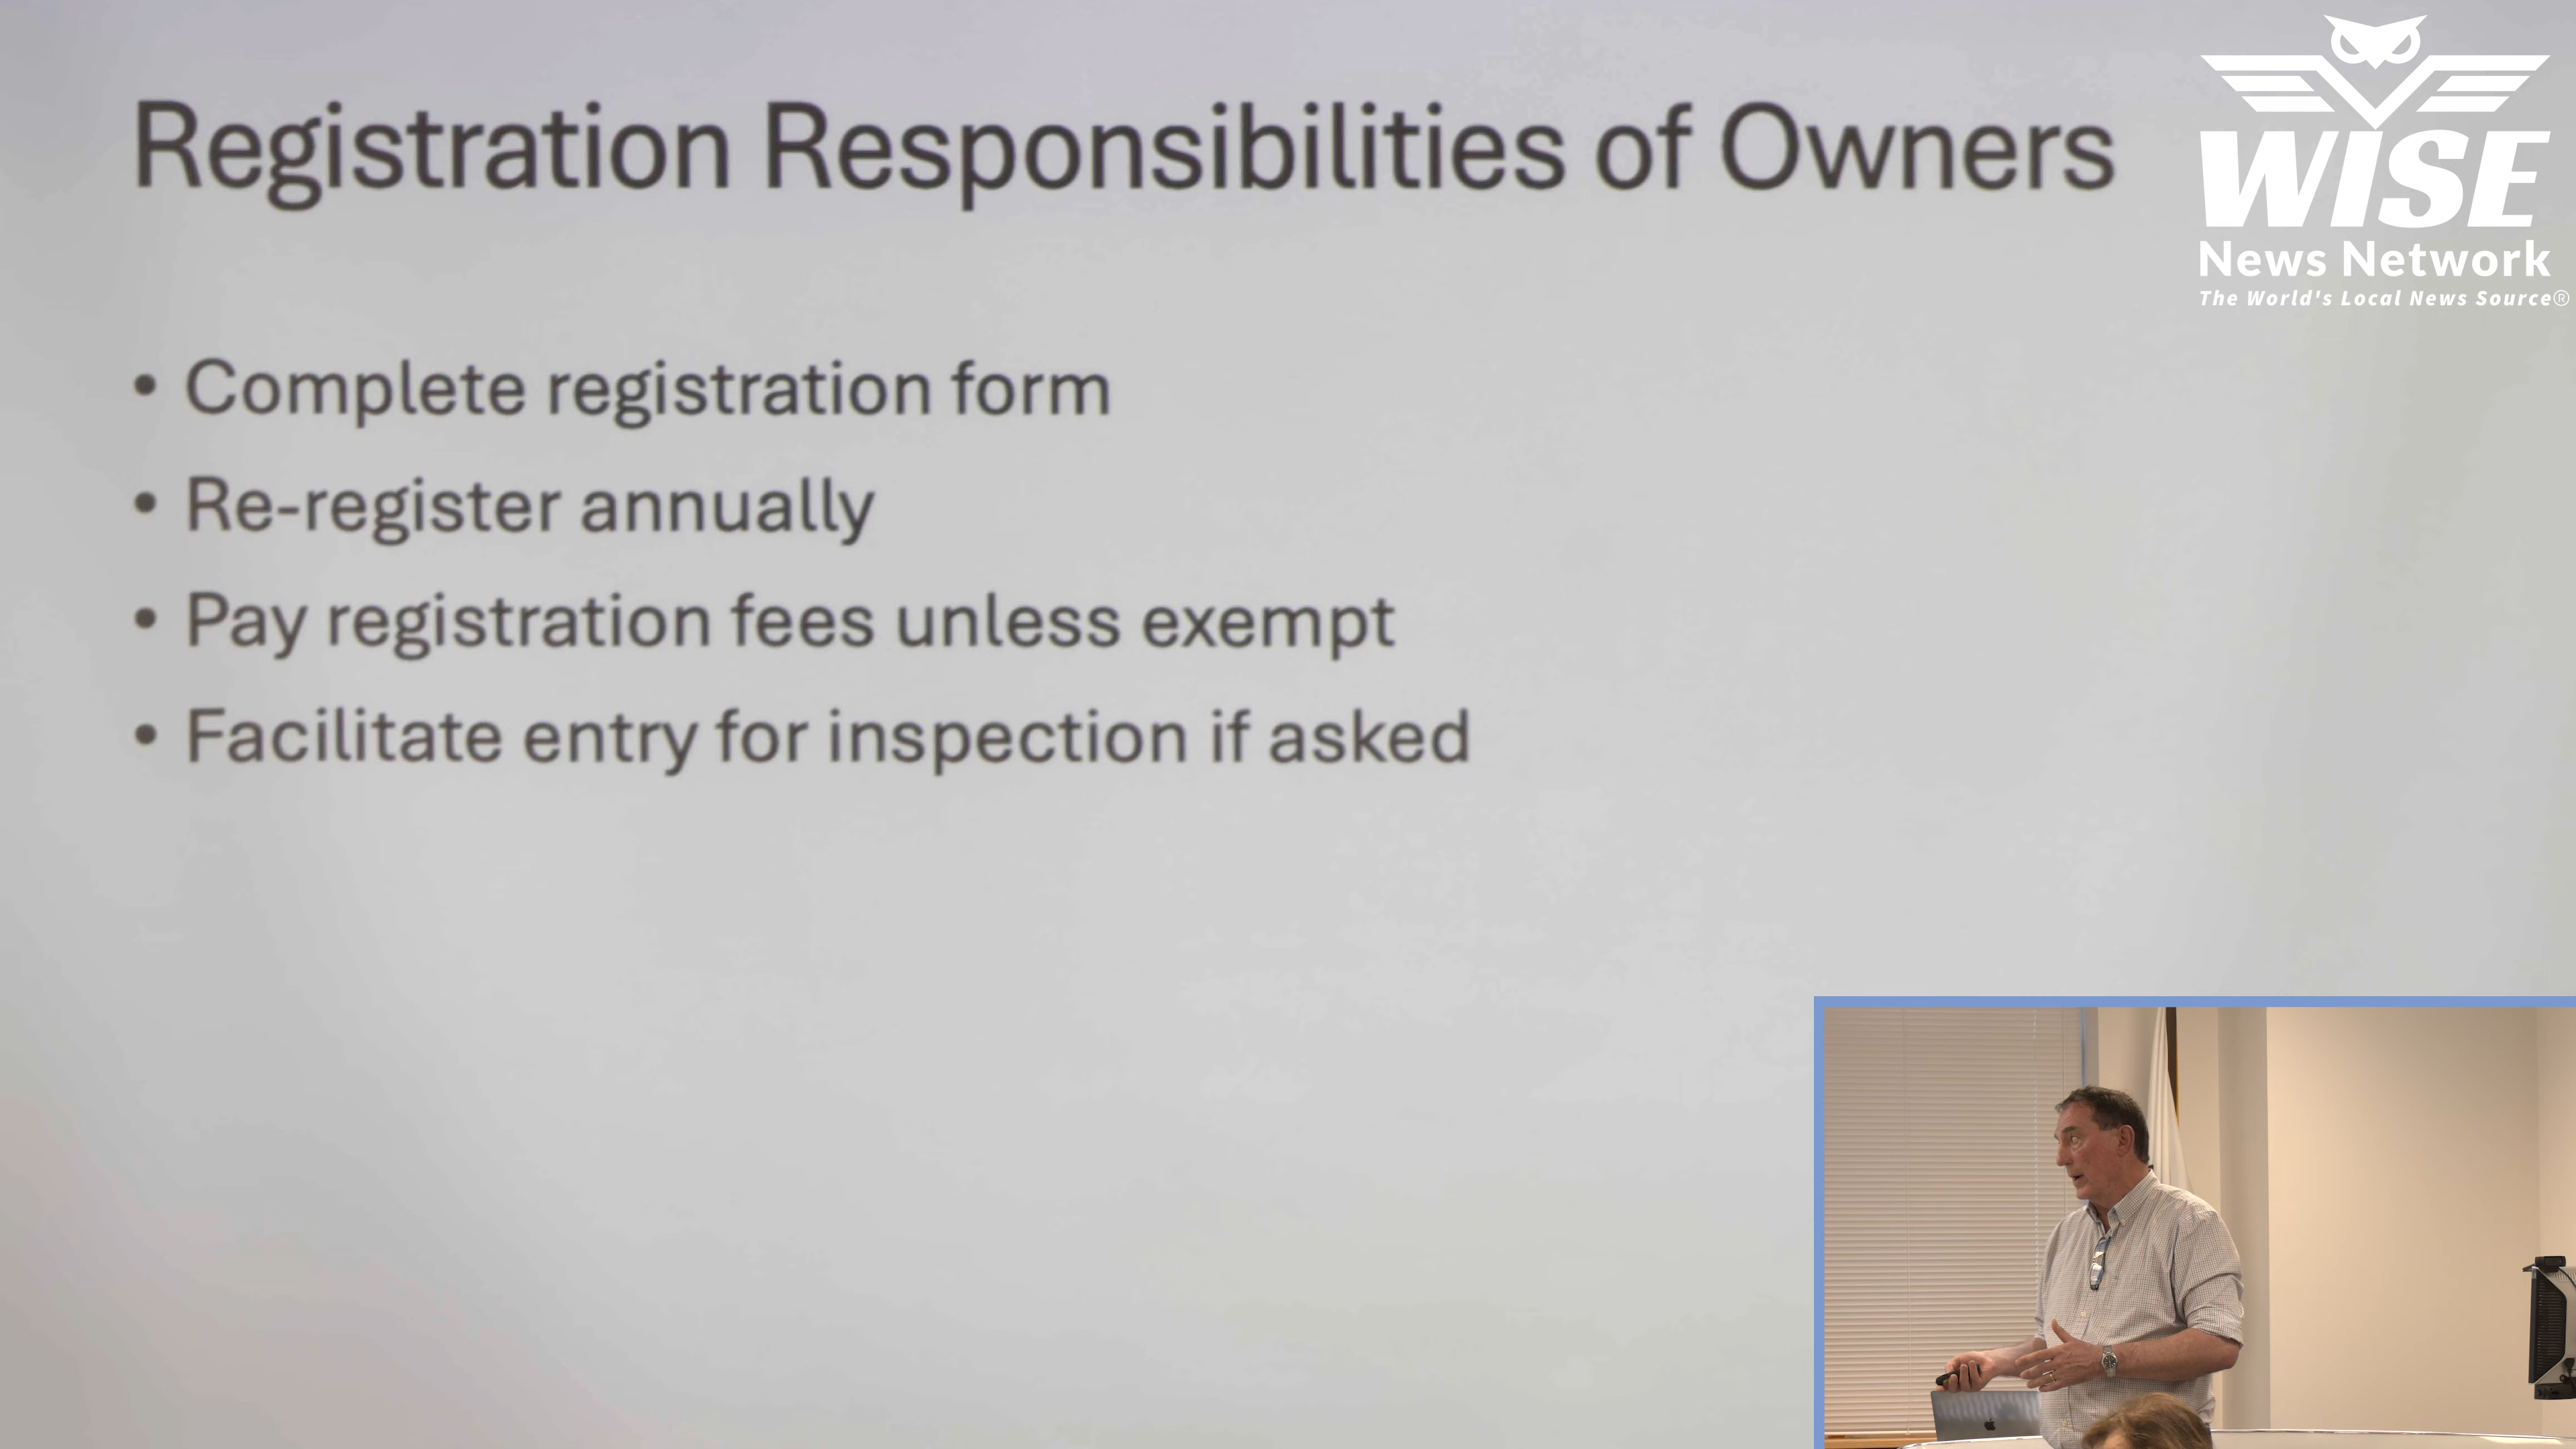 Registration Responsibilities of Owners
WISE
News Network
The World's Local News Source®
• Complete registration form
• Re-register annually
• Pay registration fees unless exempt
• Facilitate entry for inspection if asked